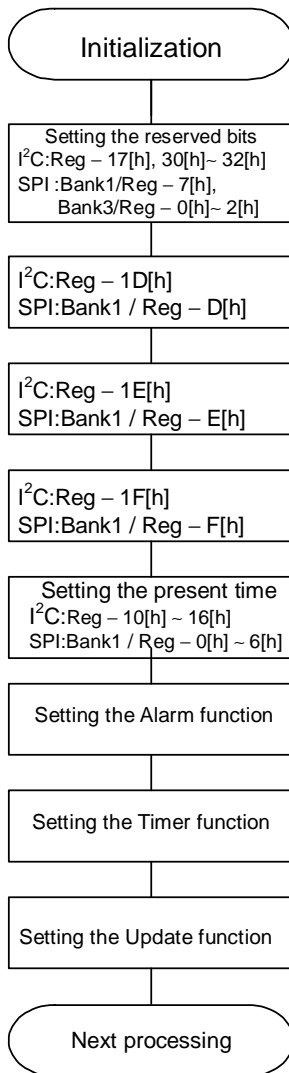 Initialization
Setting the reserved bits
I²C:Reg – 17[h], 30[h]~ 32[h]
SPI :Bank1/Reg – 7[h],
Bank3/Reg – 0[h]~ 2[h]
I²C:Reg – 1D[h]
SPI:Bank1 / Reg – D[h]
I²C:Reg – 1E[h]
SPI:Bank1 / Reg – E[h]
I²C:Reg – 1F[h]
SPI:Bank1 / Reg – F[h]
Setting the present time
I²C:Reg – 10[h] ~ 16[h]
SPI:Bank1 / Reg – 0[h] ~ 6[h]
Setting the Alarm function
Setting the Timer function
Setting the Update function
Next processing